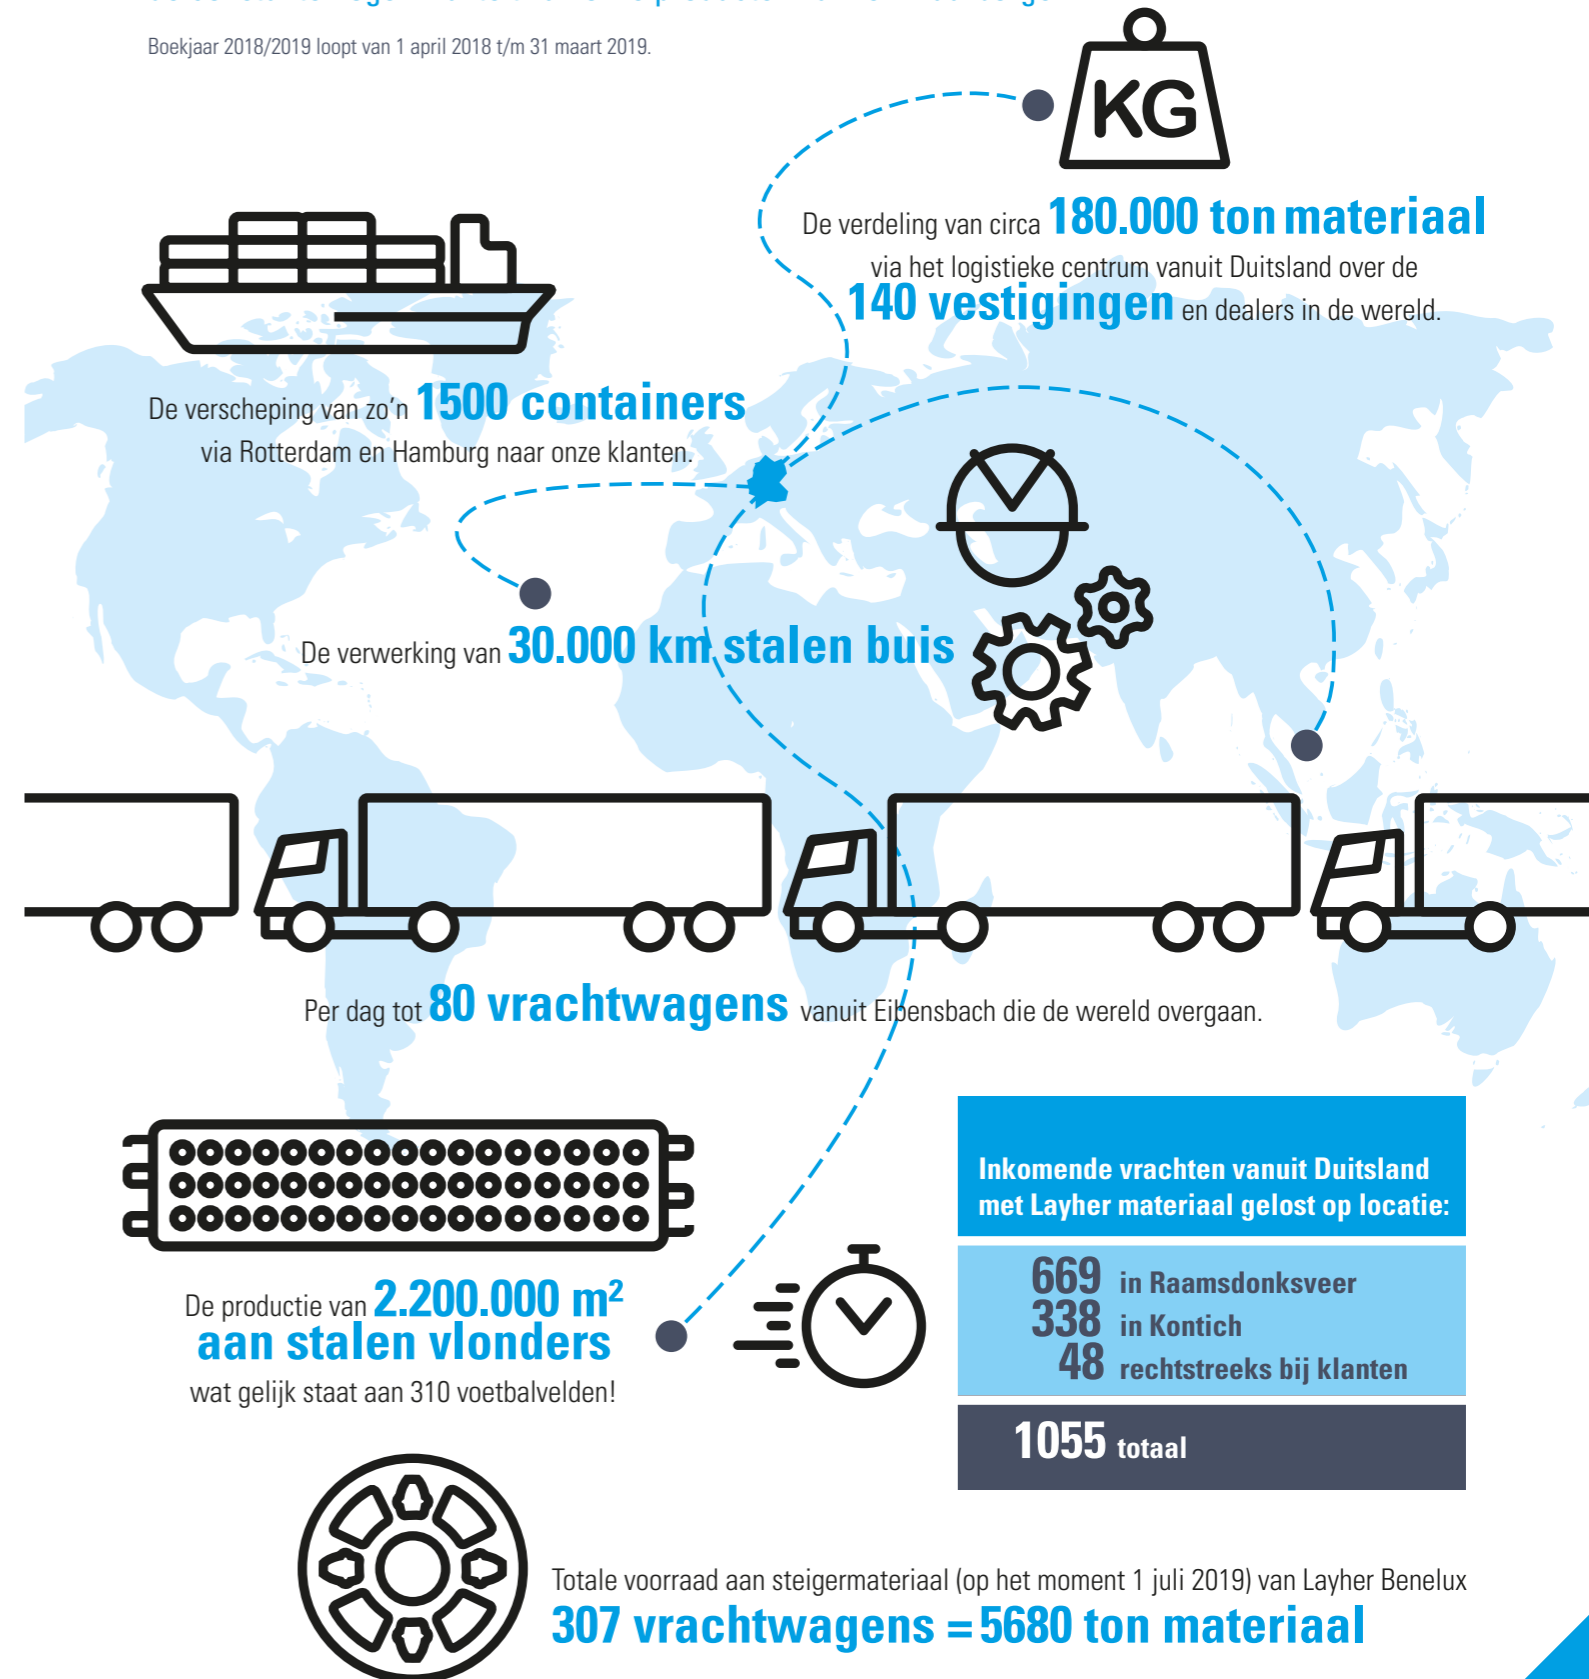 Boekjaar 2018/2019 loopt van 1 april 2018 t/m 31 maart 2019.
KG
De verdeling van circa 180.000 ton materiaal
via het logistieke centrum vanuit Duitsland over de
140 vestigingen en dealers in de wereld.
De verscheping van zo'n 1500 containers
via Rotterdam en Hamburg naar onze klanten.
De verwerking van 30.000 km stalen buis
Per dag tot 80 vrachtwagens vanuit Eibensbach die de wereld overgaan.
De productie van 2.200.000 m²
aan stalen vlonders
wat gelijk staat aan 310 voetbalvelden!
Inkomende vrachten vanuit Duitsland
met Layher materiaal gelost op locatie:
669 in Raamsdonksveer
338 in Kontich
48 rechtstreeks bij klanten
1055 totaal
Totale voorraad aan steigermateriaal (op het moment 1 juli 2019) van Layher Benelux
307 vrachtwagens = 5680 ton materiaal